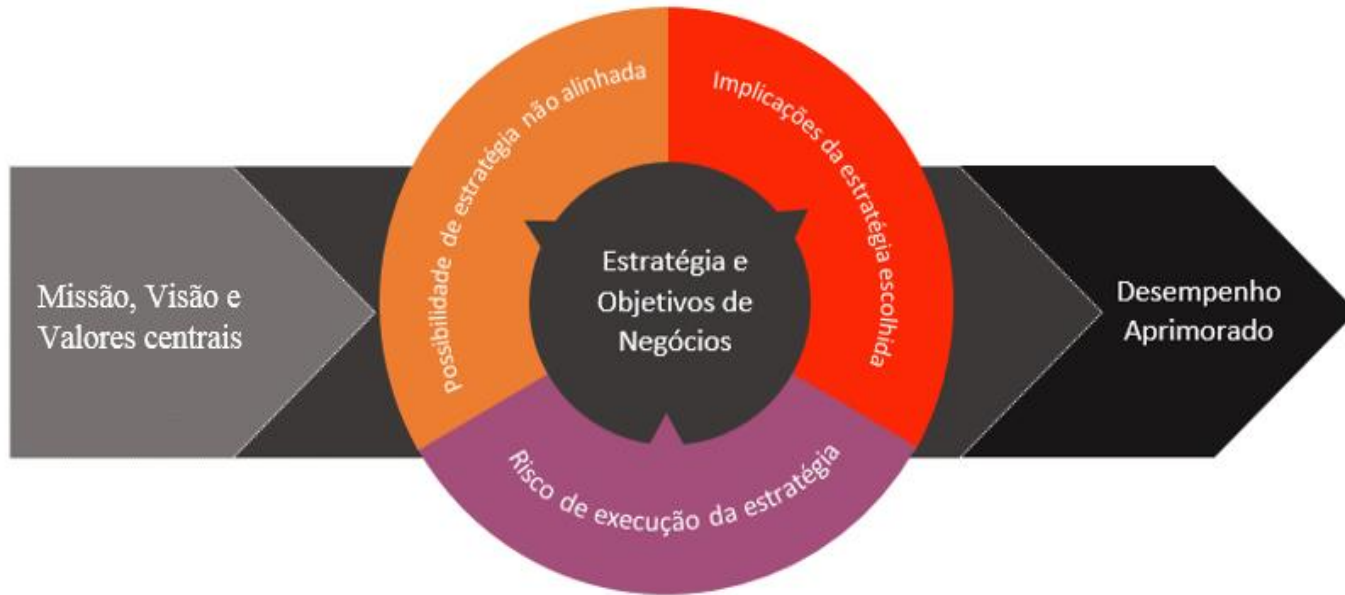 Missão, Visão e
Valores centrais
Possibilidade de estratégia não alinhada
Implicações da estratégia escolhida
Estratégia e
Objetivos de
Negócios
Risco de execução da estratégia
Desempenho
Aprimorado